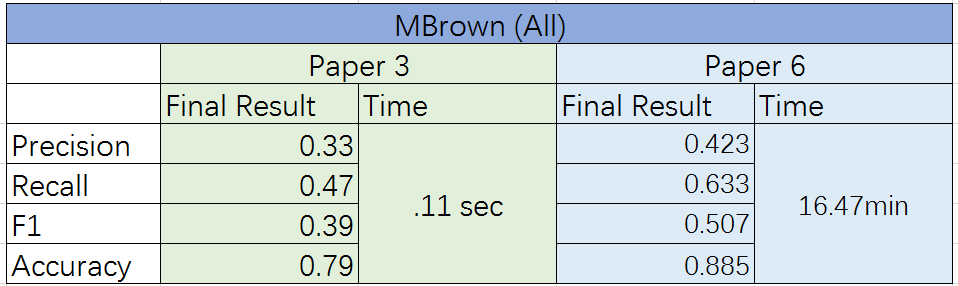 MBrown (All)
Paper 3 Paper 6
Final Result Time Final Result Time
Precision 0.33 0.423
Recall 0.47 0.633
.11 sec 16.47min
F1 0.39 0.507
Accuracy 0.79 0.885